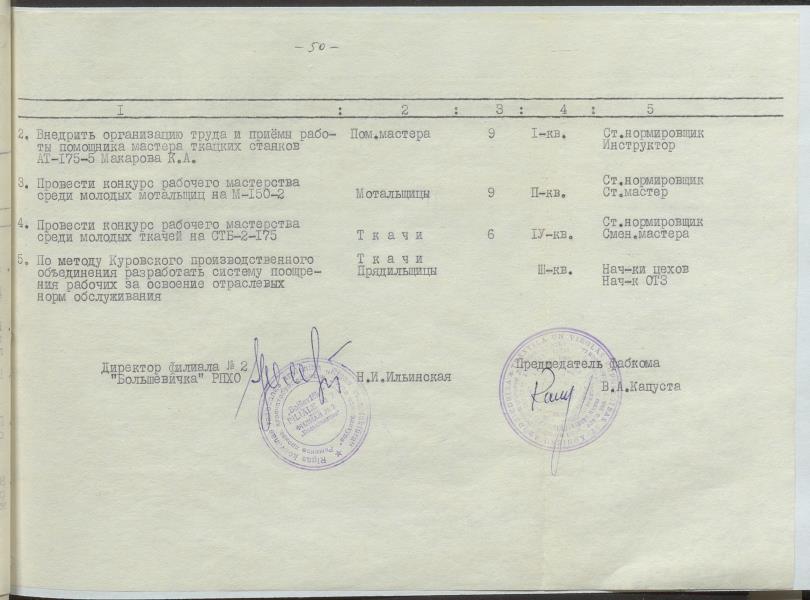 - 50 -
I : 2 : 3 : 4 : 5
2. Внедрить организацию труда и приёмы рабо- Пом.мастера 9 I-кв. Ст.нормировщик
ты помощника мастера ткацких станков Инструктор
АТ-175-5 Макарова К.А.
3. Провести конкурс рабочего мастерства Ст.нормировщик
среди молодых мотальщиц на М-150-2 Мотальщицы 9 П-кв. Ст.мастер
4. Провести конкурс рабочего мастерства Ст.нормировщик
среди молодых ткачей на СТБ-2-175 Т к а ч и 6 IУ-кв. Смен.мастера
5. По методу Куровского производственного Т к а ч и
объединения разработать систему поощре- Прядильщицы Ш-кв. Нач-ки цехов
ния рабочих за освоение отраслевых Нач-к ОТЗ
норм обслуживания
Директор филиала № 2 Председатель фабкома
"Большевичка" РПХО Н.И.Ильинская В.А.Капуста
FILIĀLE
Rīgas